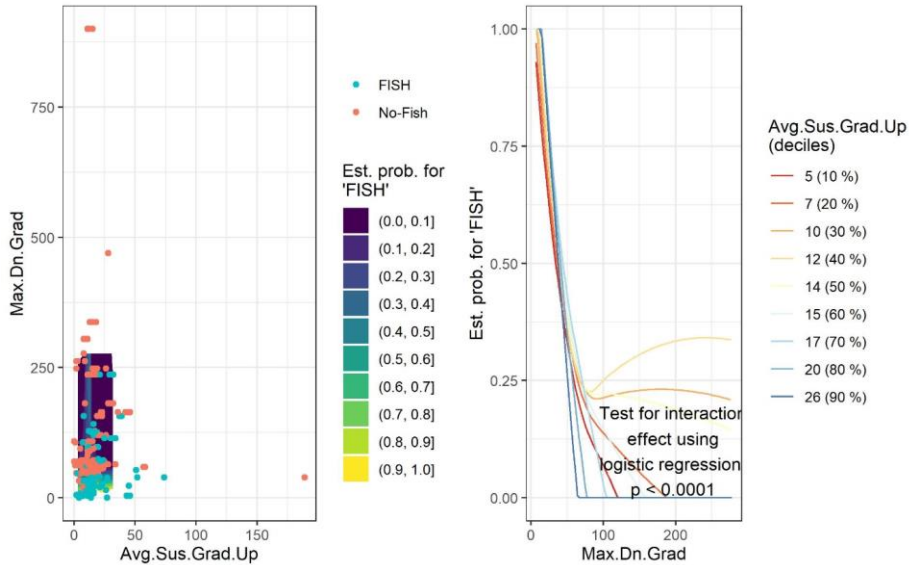 750
500
250
0
0
50
100
150
Avg.Sus.Grad.Up
Max.Dn.Grad
FISH
No-Fish
Est. prob. for
'FISH'
(0.0, 0.1]
(0.1, 0.2]
(0.2, 0.3]
(0.3, 0.4]
(0.4, 0.5]
(0.5, 0.6]
(0.6, 0.7]
(0.7, 0.8]
(0.8, 0.9]
(0.9, 1.0]
1.00
0.75
0.50
0.25
0.00
0
100
200
Max.Dn.Grad
Est. prob. for 'FISH'
Test for interaction
effect using
logistic regression
p < 0.0001
Avg.Sus.Grad.Up
(deciles)
5 (10 %)
7 (20 %)
10 (30 %)
12 (40 %)
14 (50 %)
15 (60 %)
17 (70 %)
20 (80 %)
26 (90 %)